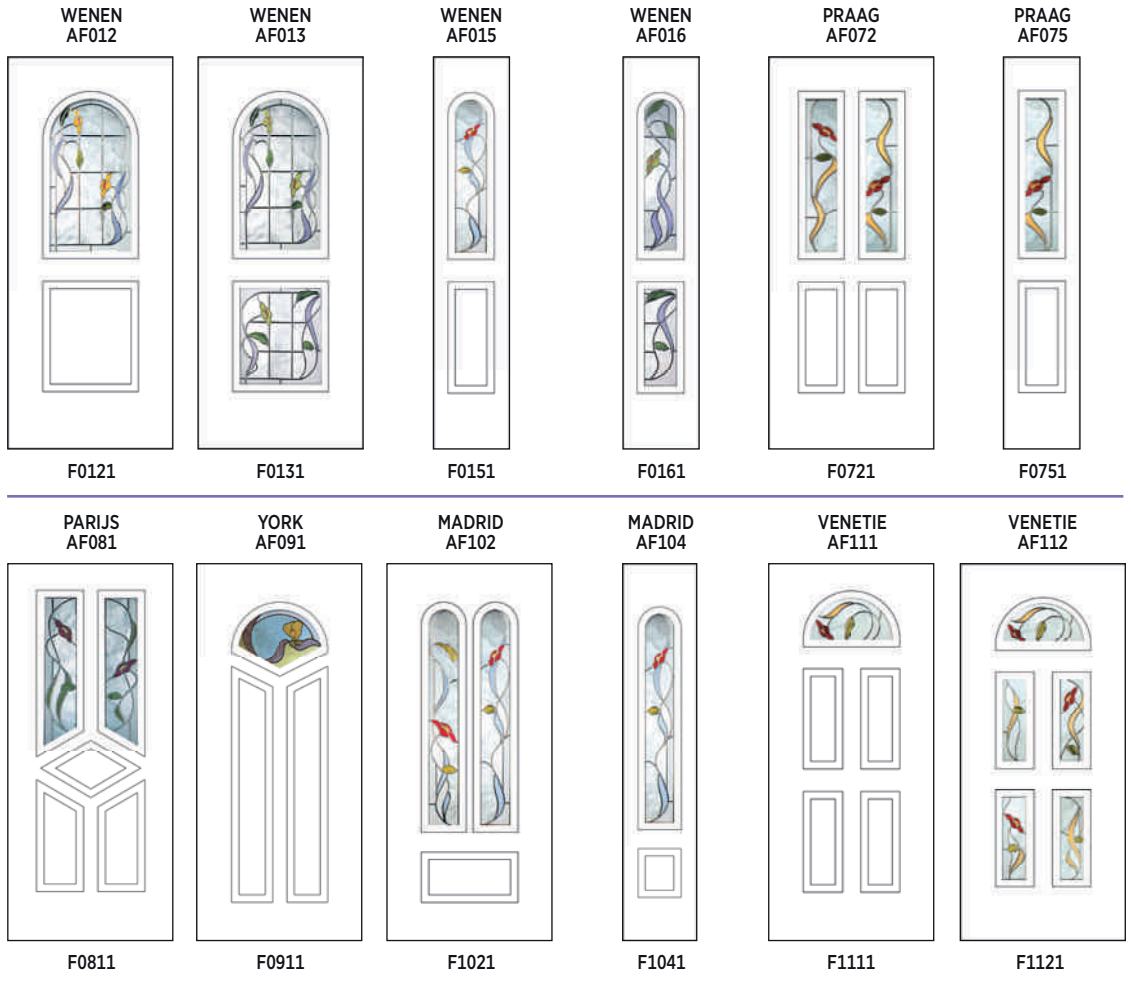 WENEN
AF012
WENEN
AF013
WENEN
AF015
WENEN
AF016
PRAAG
AF072
PRAAG
AF075
F0121
F0131
F0151
F0161
F0721
F0751
PARIJS
AF081
YORK
AF091
MADRID
AF102
MADRID
AF104
VENETIE
AF111
VENETIE
AF112
F0811
F0911
F1021
F1041
F1111
F1121